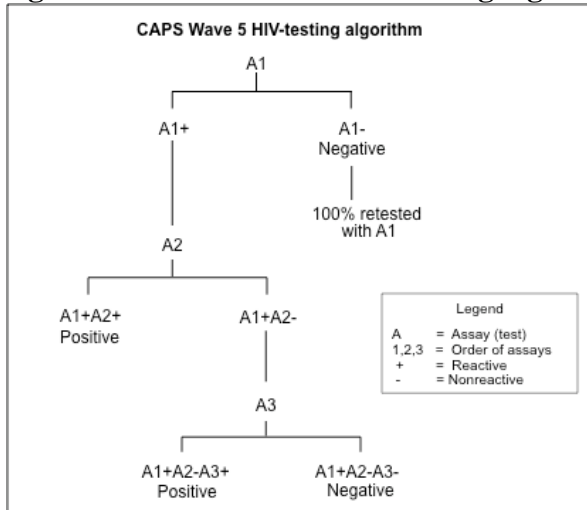 CAPS Wave 5 HIV-testing algorithm
A1
A1+
A1-
Negative
100% retested
with A1
A2
A1+A2+
Positive
A1+A2-
A3
A1+A2-A3+
Positive
A1+A2-A3-
Negative
Legend
A = Assay (test)
1,2,3 = Order of assays
+ = Reactive
- = Nonreactive